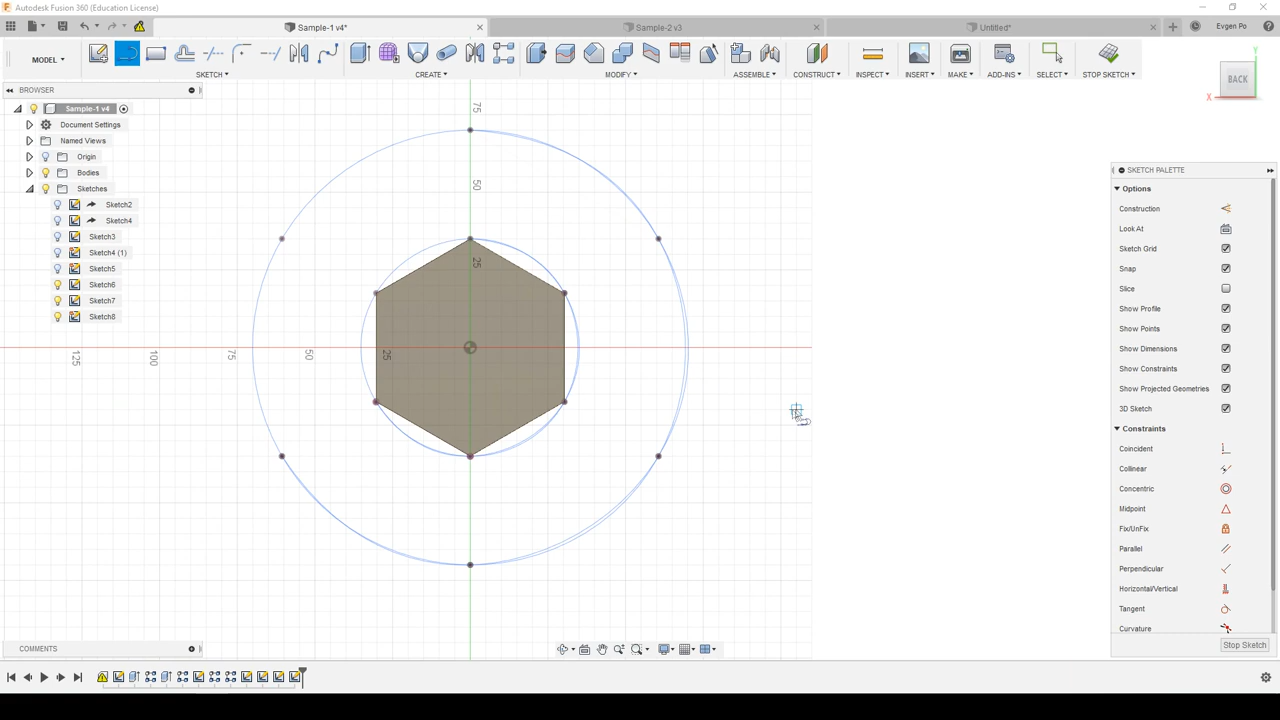 Autodesk Fusion 360 (Education License)
Sample-1 v4*
Sample-2 v3
Untitled*
Evgen Po
MODEL
SKETCH
CREATE
MODIFY
ASSEMBLE
CONSTRUCT
INSPECT
INSERT
MAKE
ADD-INS
SELECT
STOP SKETCH
BROWSER
Sample-1 v4
Document Settings
Named Views
Origin
Bodies
Sketches
Sketch2
Sketch4
Sketch3
Sketch4 (1)
Sketch5
Sketch6
Sketch7
Sketch8
75
50
25
125
100
75
50
25
Y
BACK
X
SKETCH PALETTE
Options
Construction
Look At
Sketch Grid
Snap
Slice
Show Profile
Show Points
Show Dimensions
Show Constraints
Show Projected Geometries
3D Sketch
Constraints
Coincident
Collinear
Concentric
Midpoint
Fix/UnFix
Parallel
Perpendicular
Horizontal/Vertical
Tangent
Curvature
Stop Sketch
COMMENTS